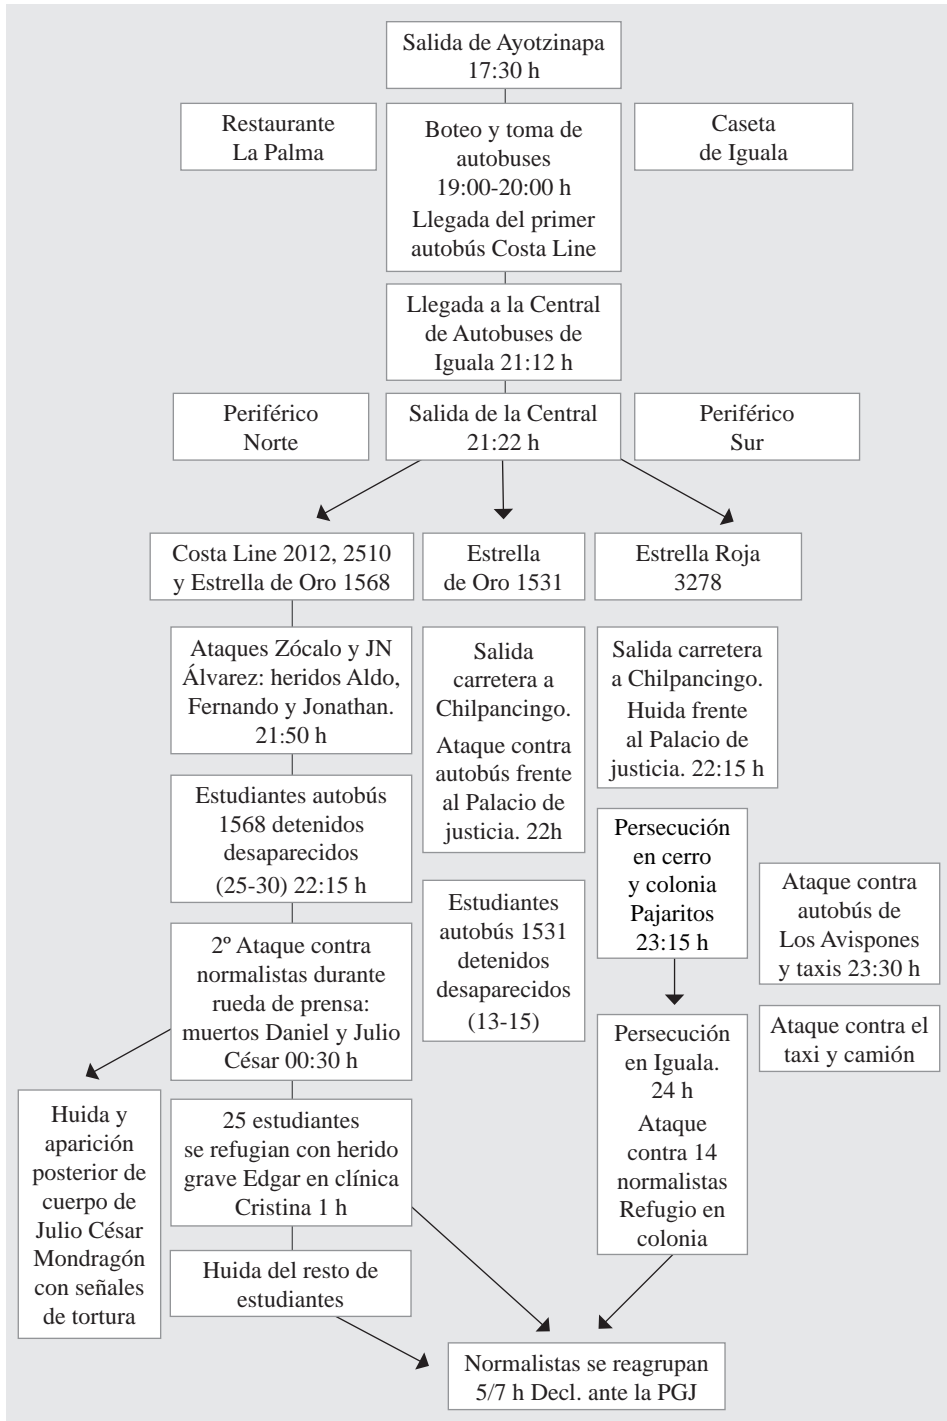 Salida de Ayotzinapa
17:30 h
Restaurante
La Palma
Boteo y toma de
autobuses
19:00-20:00 h
Llegada del primer
autobús Costa Line
Caseta
de Iguala
Llegada a la Central
de Autobuses de
Iguala 21:12 h
Periférico
Norte
Salida de la Central
21:22 h
Periférico
Sur
Costa Line 2012, 2510
y Estrella de Oro 1568
Estrella
de Oro 1531
Estrella Roja
3278
Ataques Zócalo y JN
Álvarez: heridos Aldo,
Fernando y Jonathan.
21:50 h
Salida
carretera a
Chilpancingo.
Ataque contra
autobús frente
al Palacio de
justicia. 22h
Salida carretera
a Chilpancingo.
Huida frente
al Palacio de
justicia. 22:15 h
Estudiantes autobús
1568 detenidos
desaparecidos
(25-30) 22:15 h
Persecución
en cerro
y colonia
Pajaritos
23:15 h
Ataque contra
autobús de
Los Avispones
y taxis 23:30 h
Estudiantes
autobús 1531
detenidos
desaparecidos
(13-15)
2º Ataque contra
normalistas durante
rueda de prensa:
muertos Daniel y Julio
César 00:30 h
Ataque contra el
taxi y camión
Persecución
en Iguala.
24 h
Ataque
contra 14
normalistas
Refugio en
colonia
Huida y
aparición
posterior de
cuerpo de
Julio César
Mondragón
con señales
de tortura
25 estudiantes
se refugian con herido
grave Edgar en clínica
Cristina 1 h
Huida del resto de
estudiantes
Normalistas se reagrupan
5/7 h Decl. ante la PGJ